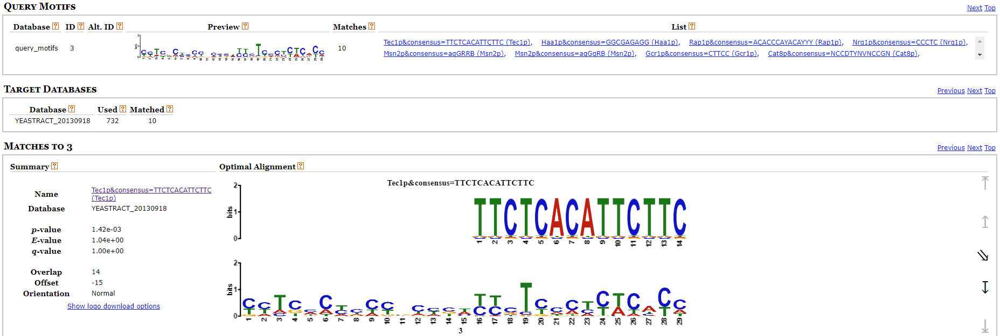 Query Motifs
Next Top
Database ? ID ? Alt. ID ? Preview ? Matches ? List ?
query_motifs 3 10 Tec1p&consensus=TTCTCACATTCTTC (Tec1p), Haa1p&consensus=GGCGAGAGG (Haa1p), Rap1p&consensus=ACACCCAYACAYYY (Rap1p), Nrg1p&consensus=CCCTC (Nrg1p),
Msn2p&consensus=agGRRB (Msn2p), Msn2p&consensus=agGgRB (Msn2p), Gcr1p&consensus=CTTCC (Gcr1p), Cat8p&consensus=NCCDTYNVNCCGN (Cat8p),
Target Databases
Previous Next Top
Database ? Used ? Matched ?
YEASTRACT_20130918 732 10
Matches to 3
Previous Next Top
Summary ? Optimal Alignment ?
Name Tec1p&consensus=TTCTCACATTCTTC
(Tec1p)
Database YEASTRACT_20130918
p-value 1.42e-03
E-value 1.04e+00
q-value 1.00e+00
Overlap 14
Offset -15
Orientation Normal
Show logo download options
Tec1p&consensus=TTCTCACATTCTTC
2
bits
1
0
TTCTCACATTCTTC
1 2 3 4 5 6 7 8 9 10 11 12 13 14
2
bits
1
0
1 2 3 4 5 6 7 8 9 10 11 12 13 14 15 16 17 18 19 20 21 22 23 24 25 26 27 28 29
3